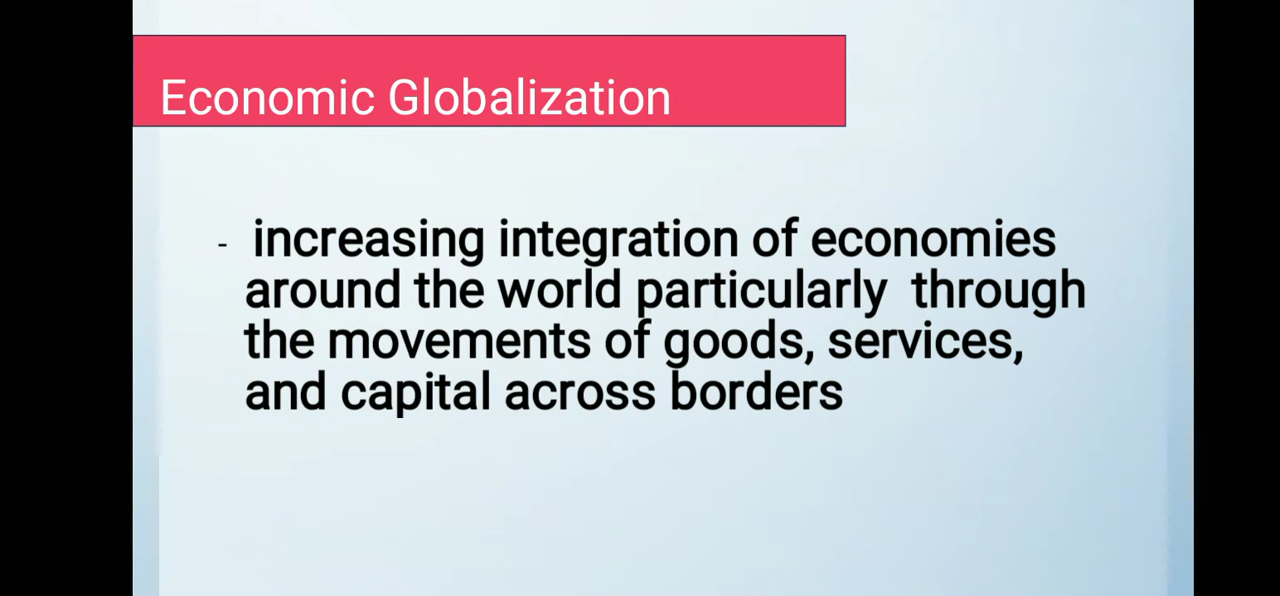 Economic Globalization
- increasing integration of economies
around the world particularly  through
the movements of goods, services,
and capital across borders